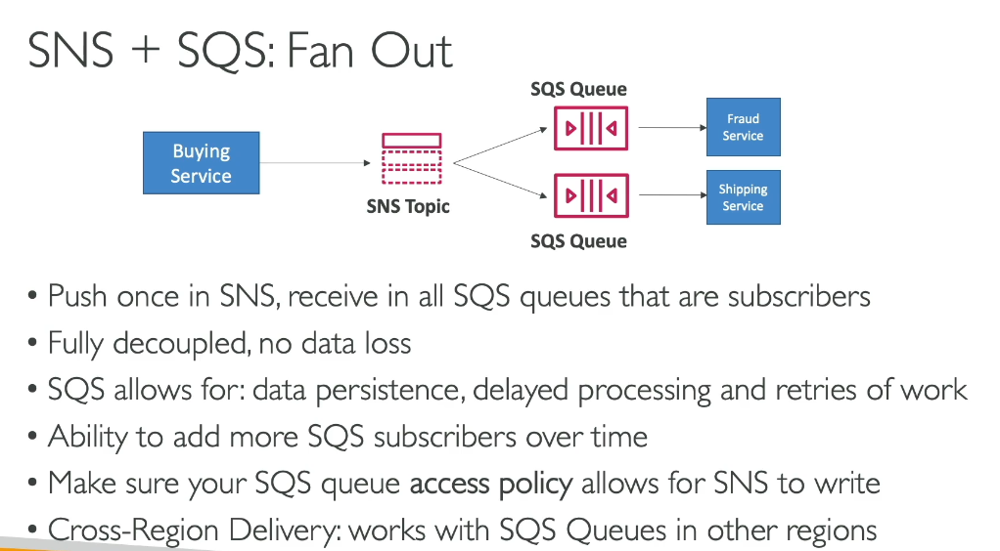 SNS + SQS: Fan Out
SQS Queue
Fraud
Service
Buying
Service
SNS Topic
Shipping
Service
SQS Queue
• Push once in SNS, receive in all SQS queues that are subscribers
• Fully decoupled, no data loss
• SQS allows for: data persistence, delayed processing and retries of work
• Ability to add more SQS subscribers over time
• Make sure your SQS queue access policy allows for SNS to write
• Cross-Region Delivery: works with SQS Queues in other regions